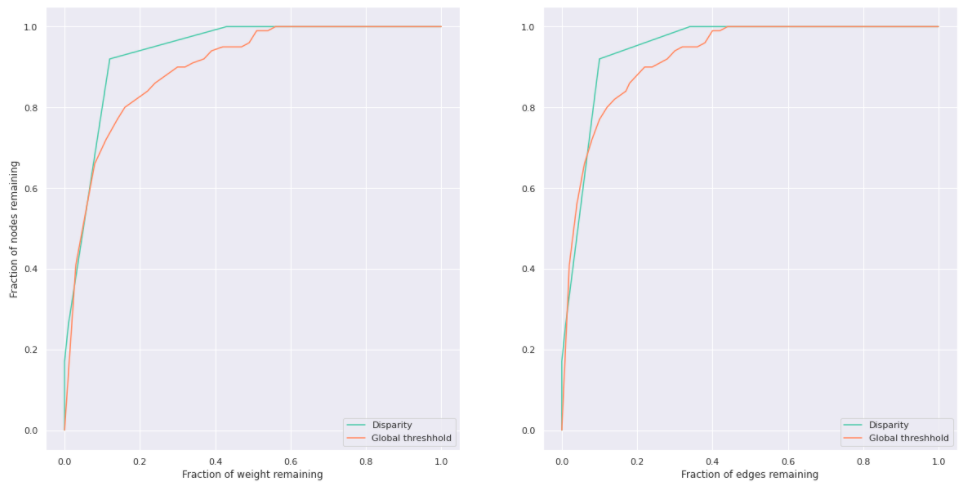 1.0
0.8
0.6
0.4
0.2
0.0
Fraction of nodes remaining
0.0 0.2 0.4 0.6 0.8 1.0
Fraction of weight remaining
Disparity
Global threshhold
1.0
0.8
0.6
0.4
0.2
0.0
0.0 0.2 0.4 0.6 0.8 1.0
Fraction of edges remaining
Disparity
Global threshhold